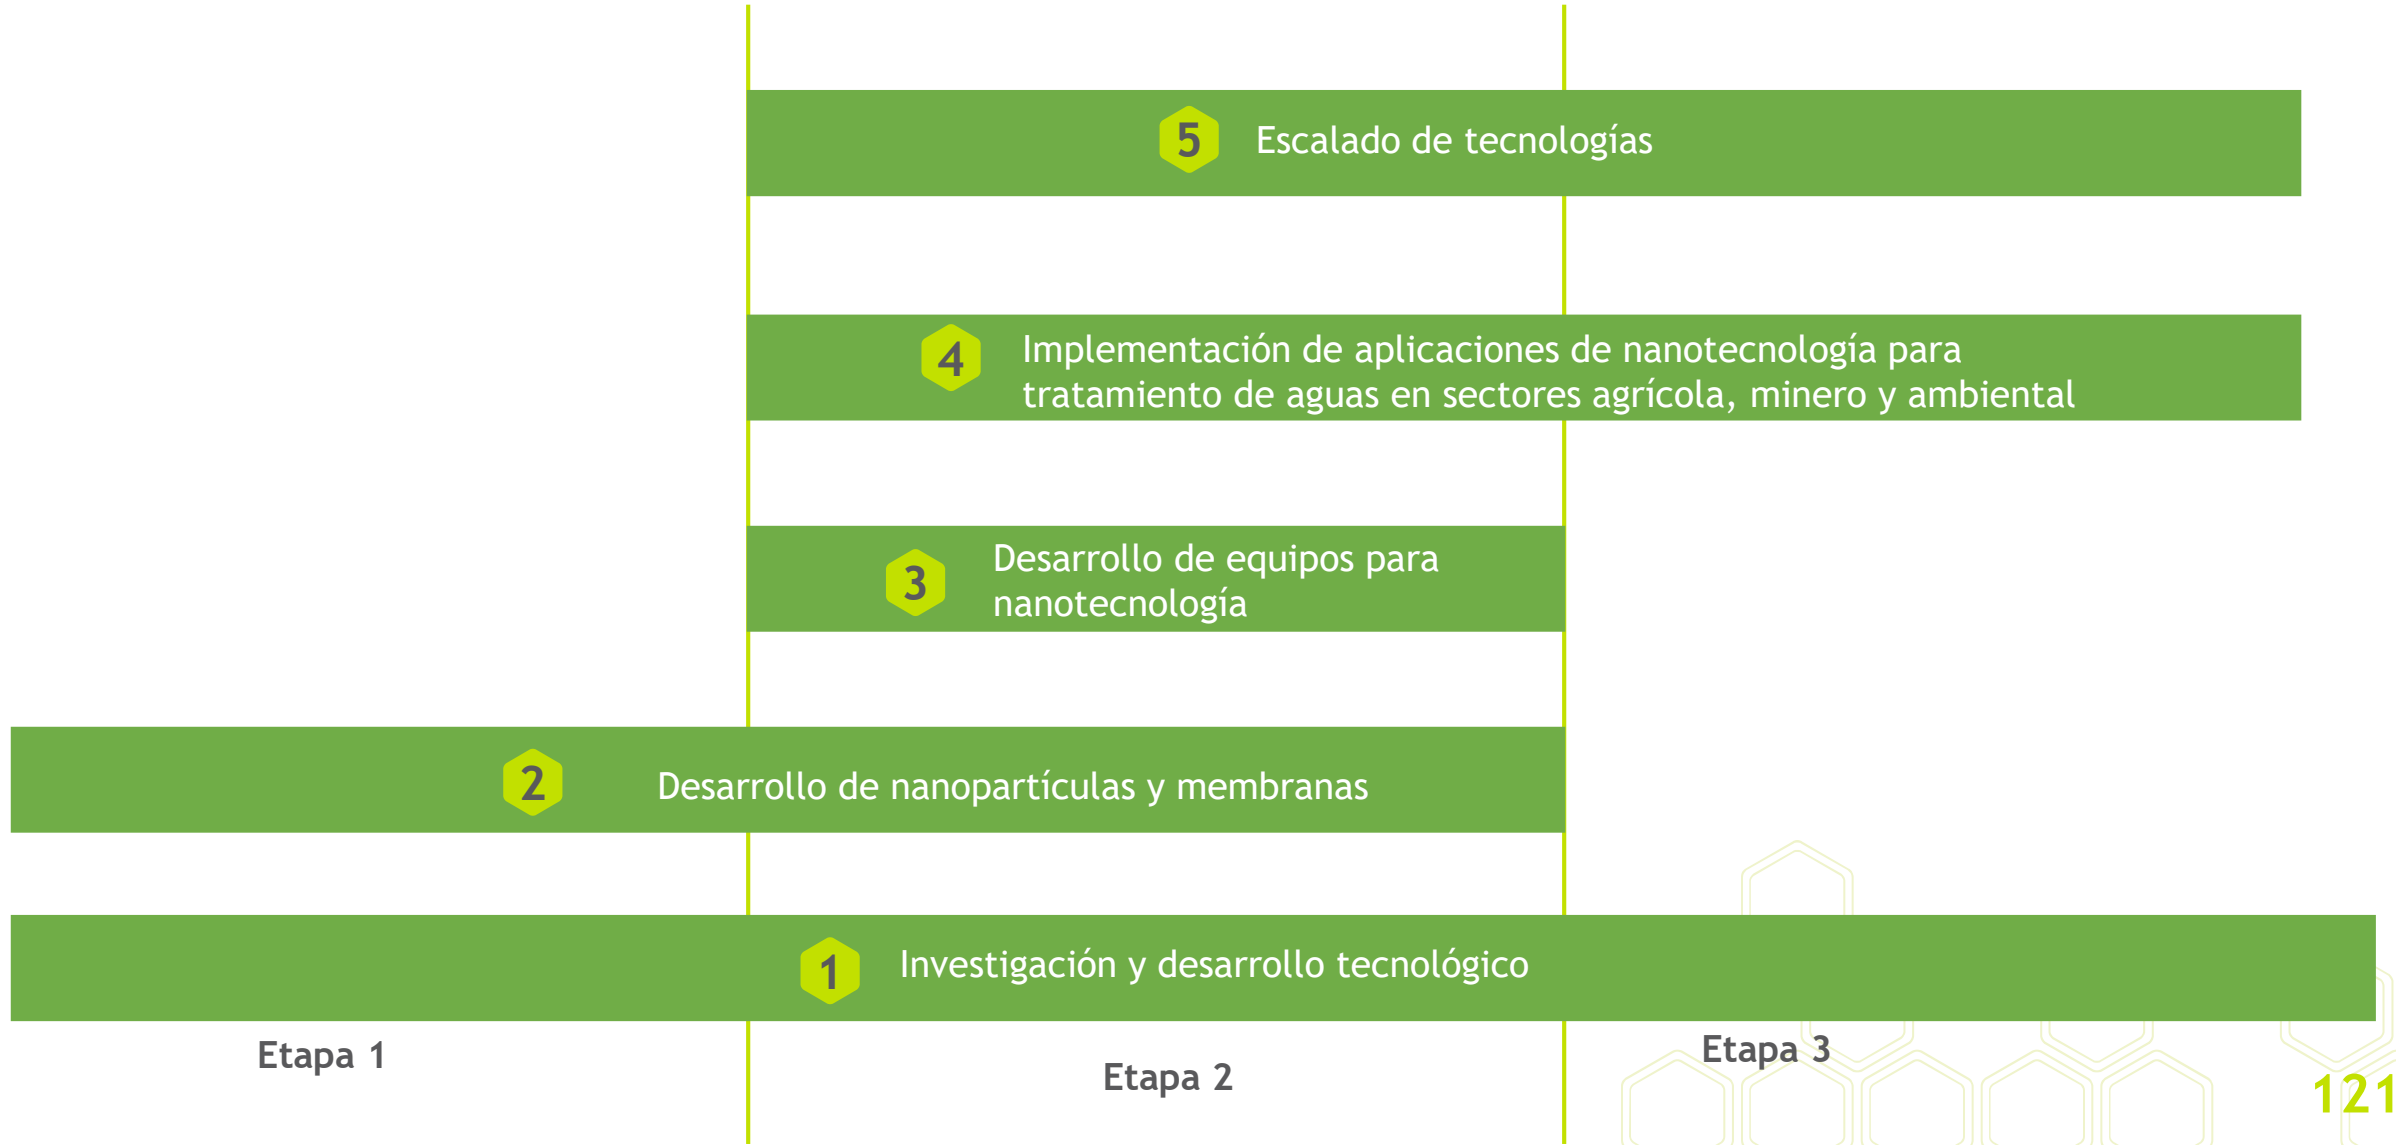 5
Escalado de tecnologías
4
Implementación de aplicaciones de nanotecnología para
tratamiento de aguas en sectores agrícola, minero y ambiental
3
Desarrollo de equipos para
nanotecnología
2
Desarrollo de nanopartículas y membranas
1
Investigación y desarrollo tecnológico
Etapa 1
Etapa 2
Etapa 3
121